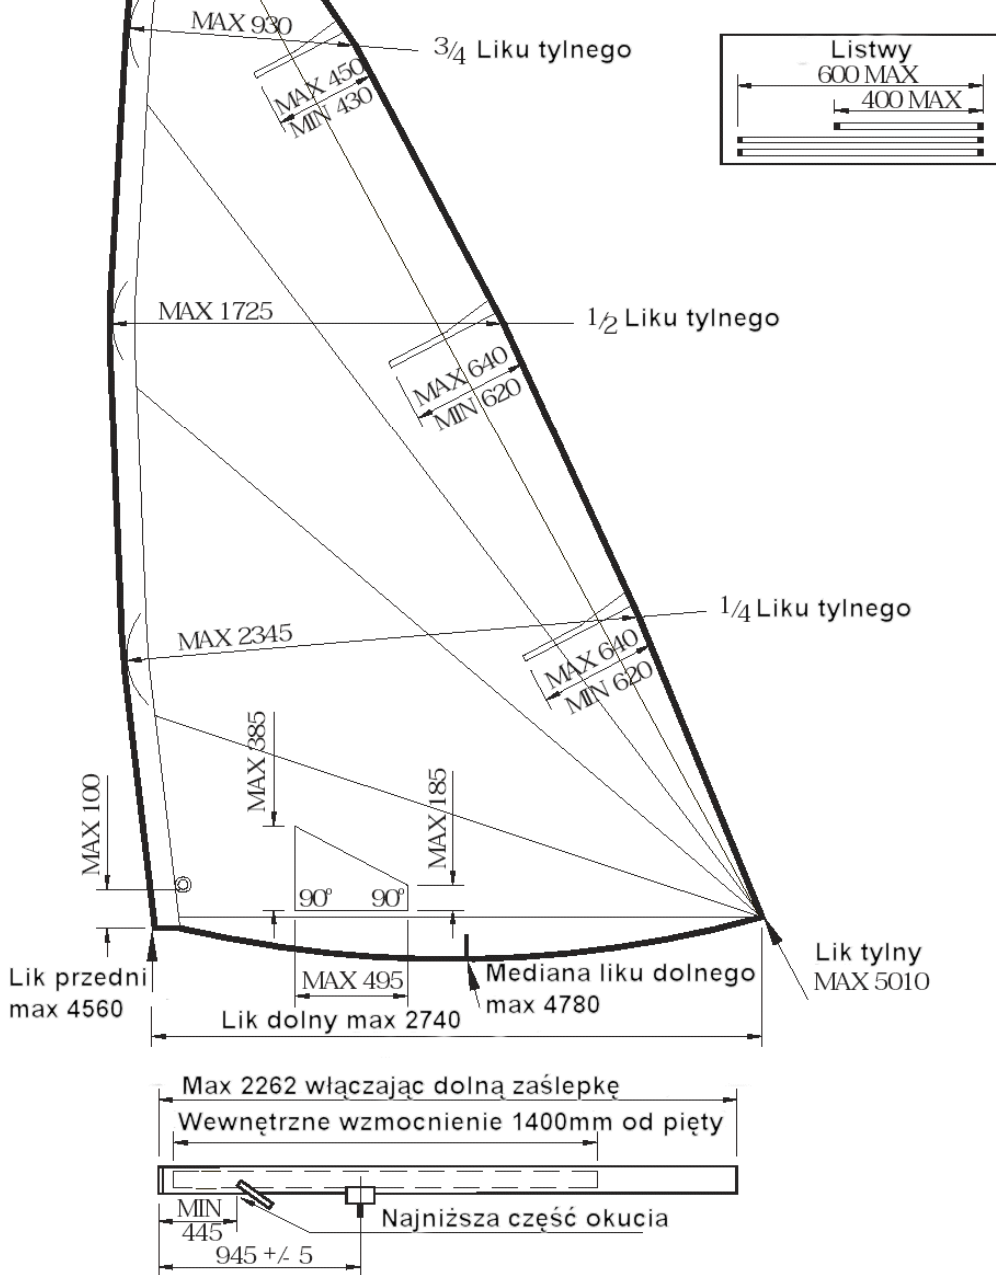 MAX 930
3/4 Liku tylnego
Listwy
600 MAX
400 MAX
MAX 450
MIN 430
MAX 1725
1/2 Liku tylnego
MAX 640
MIN 620
1/4 Liku tylnego
MAX 2345
MAX 640
MIN 620
MAX 385
MAX 185
MAX 100
90°
90°
Lik tylny
MAX 5010
Lik przedni
max 4560
MAX 495
Mediana liku dolnego
max 4780
Lik dolny max 2740
Max 2262 włączając dolną zaślepkę
Wewnętrzne wzmocnienie 1400mm od pięty
MIN
445
Najniższa część okucia
945 +/- 5